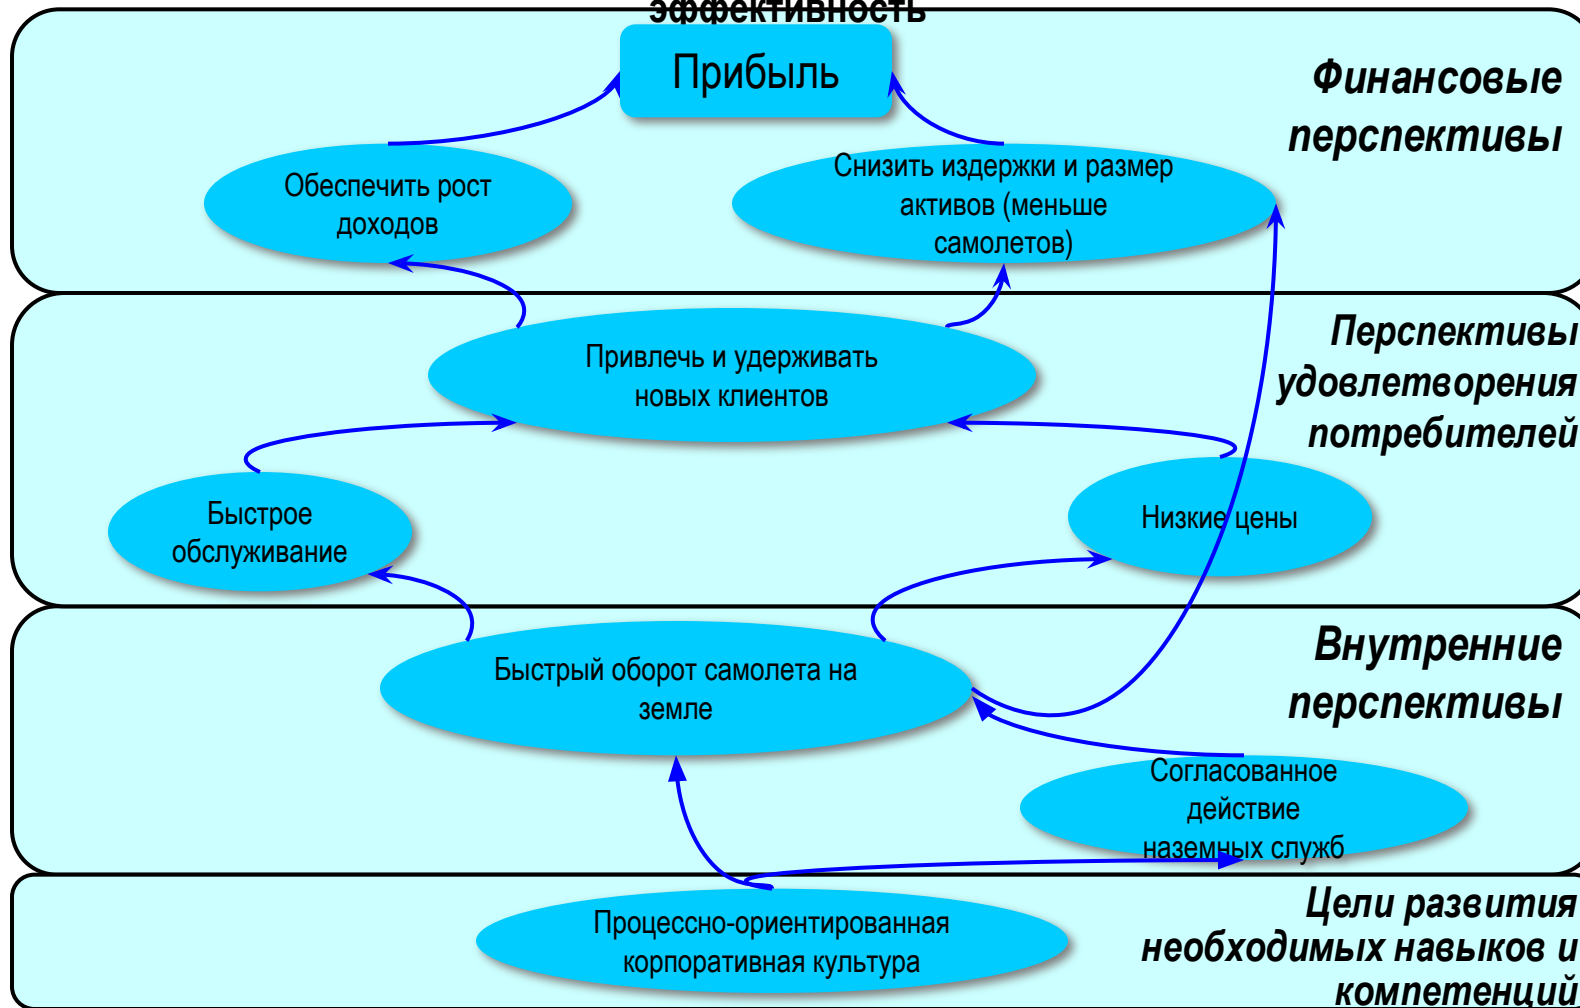 эффективность
Прибыль
Финансовые
перспективы
Обеспечить рост
доходов
Снизить издержки и размер
активов (меньше
самолетов)
Перспективы
удовлетворения
потребителей
Привлечь и удерживать
новых клиентов
Быстрое
обслуживание
Низкие цены
Внутренние
перспективы
Быстрый оборот самолета на
земле
Согласованное
действие
наземных служб
Цели развития
необходимых навыков и
компетенций
Процессно-ориентированная
корпоративная культура